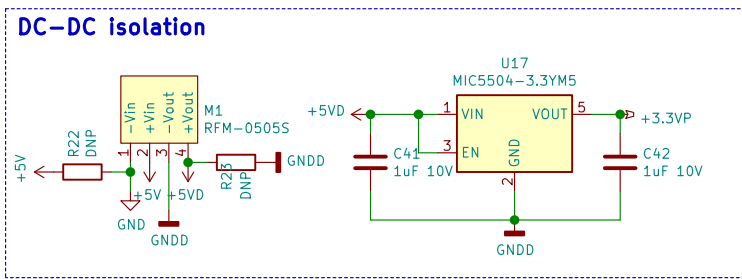 DC-DC isolation
U17
MIC5504-3.3YM5
M1
RFM-0505S
-Vin
+Vin
-Vout
+Vout
1
2
3
4
+5V
R22
DNP
+5V
+5VD
R23
DNP
GNDD
GND
GNDD
+5VD
1
VIN
VOUT
5
+3.3VP
3
EN
GND
2
C41
1uF 10V
C42
1uF 10V
GNDD